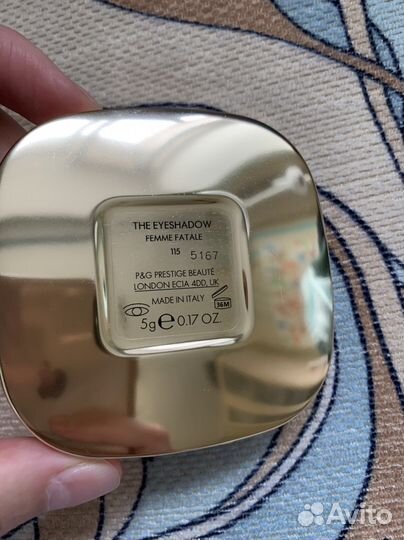 THE EYESHADOW
FEMME FATALE
115 5167
P&G PRESTIGE BEAUTÉ
LONDON EC1A 4DD, UK
MADE IN ITALY
36M
5g e 0.17 OZ.
Avito